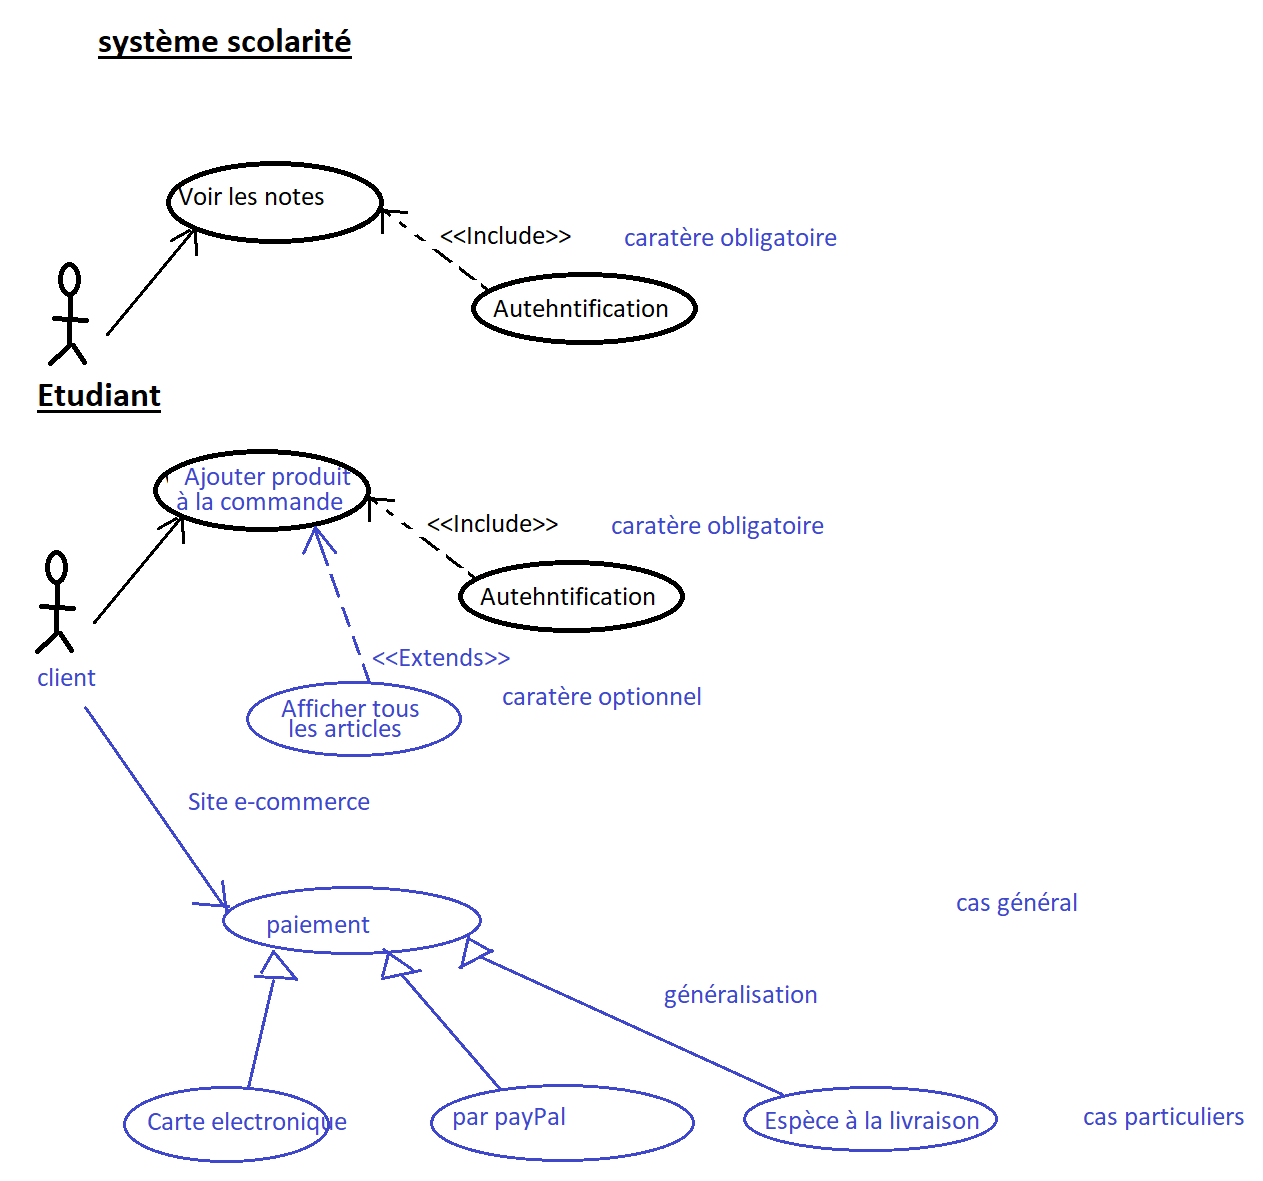 système scolarité
Voir les notes
<<Include>>
caratère obligatoire
Autehntification
Etudiant
Ajouter produit
à la commande
<<Include>>
caratère obligatoire
Autehntification
client
<<Extends>>
caratère optionnel
Afficher tous
les articles
Site e-commerce
cas général
paiement
généralisation
Carte electronique
par payPal
Espèce à la livraison
cas particuliers